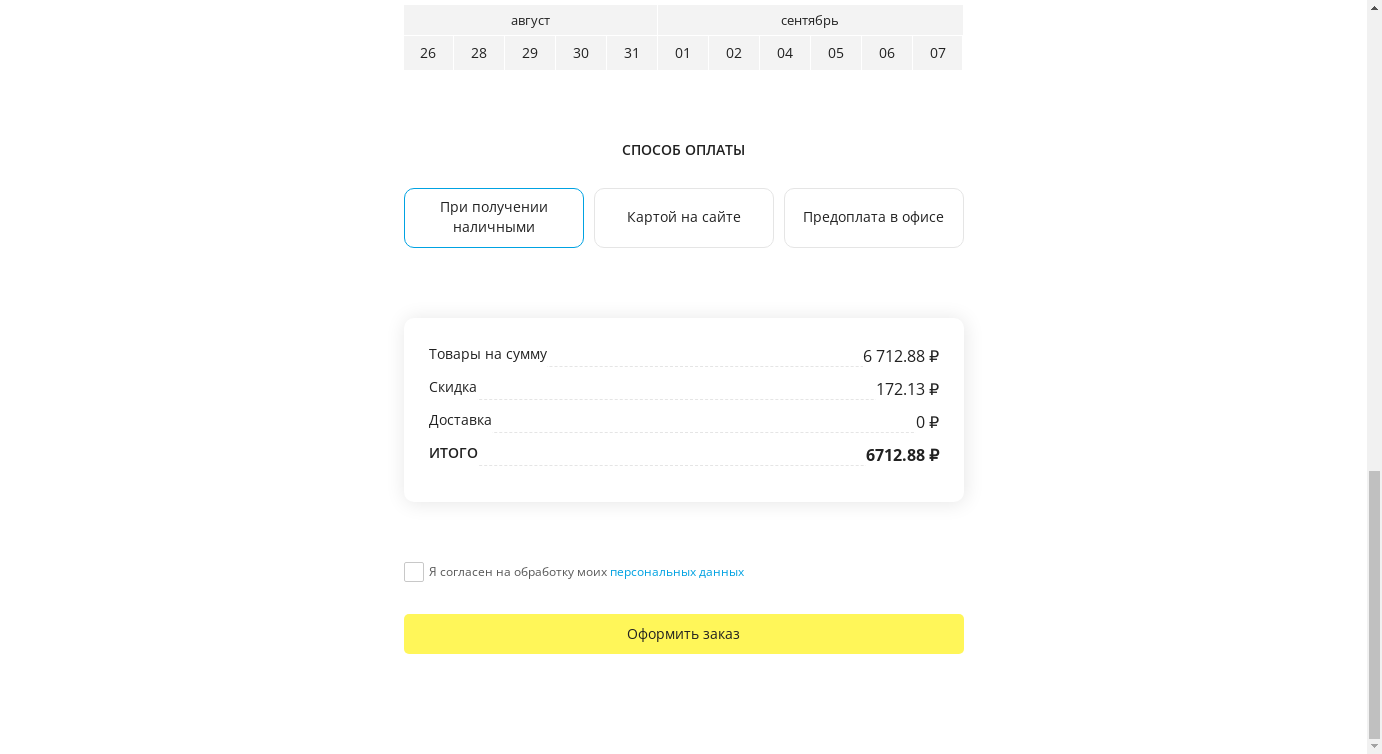 август сентябрь
26 28 29 30 31 01 02 04 05 06 07
СПОСОБ ОПЛАТЫ
При получении
наличными
Картой на сайте
Предоплата в офисе
Товары на сумму 6 712.88 ₽
Скидка 172.13 ₽
Доставка 0 ₽
ИТОГО 6712.88 ₽
Я согласен на обработку моих персональных данных
Оформить заказ